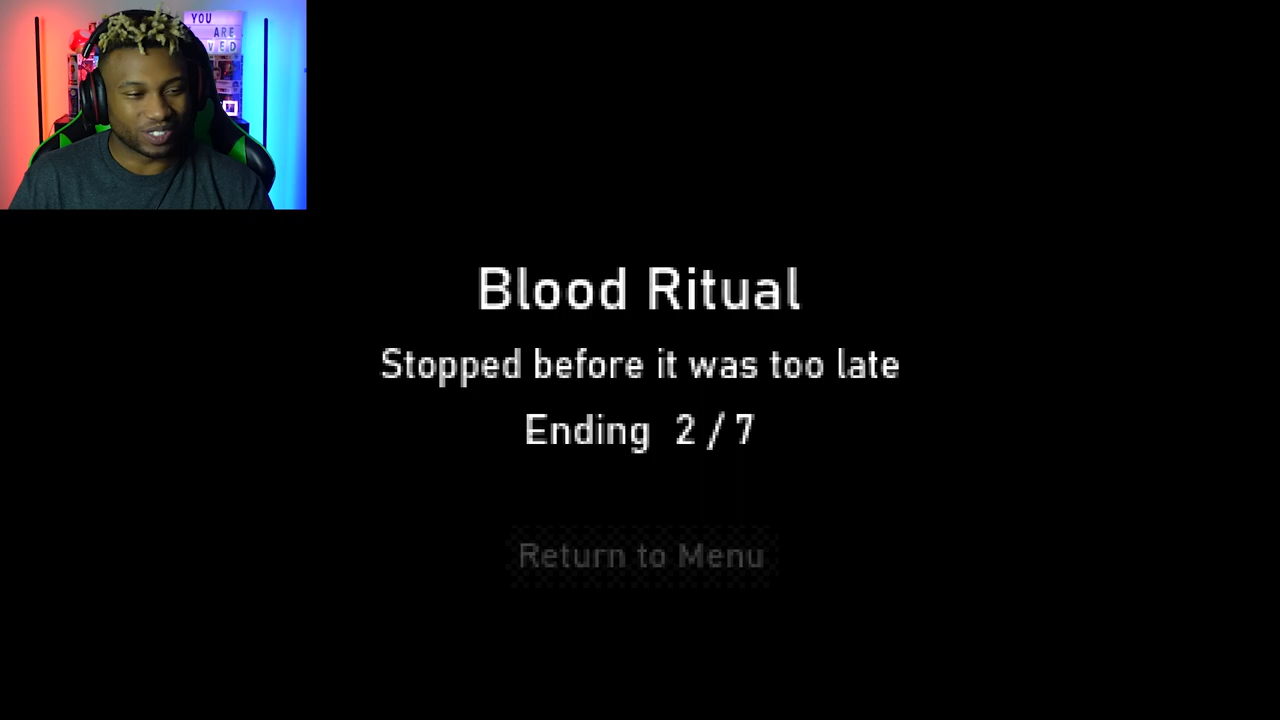 YOU
ARE
Blood Ritual
Stopped before it was too late
Ending 2 / 7
Return to Menu